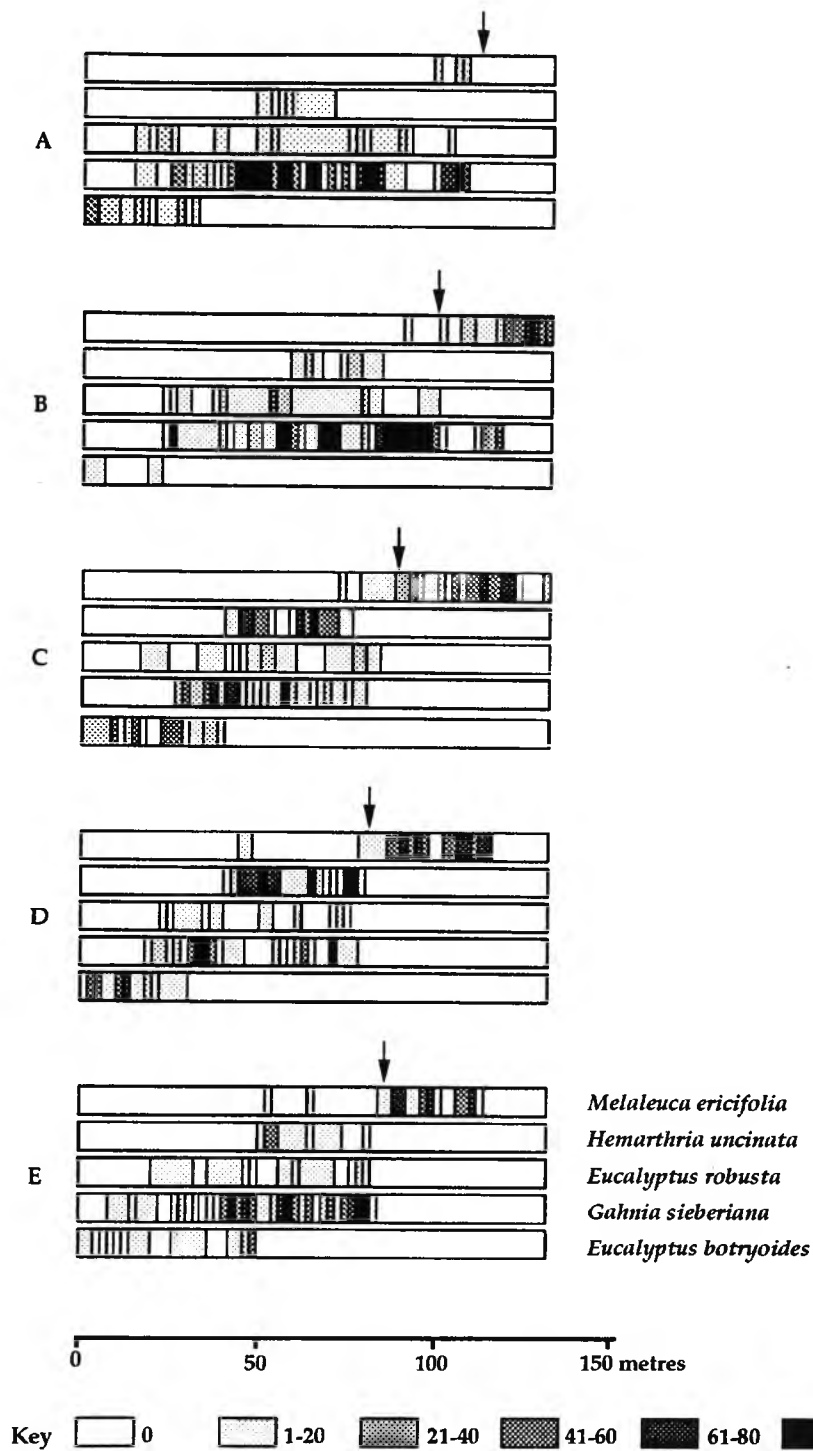 A
B
C
D
E
Melaleuca ericifolia
Hemarthria uncinata
Eucalyptus robusta
Gahnia sieberiana
Eucalyptus botryoides
0 50 100 150 metres
Key 0 1-20 21-40 41-60 61-80